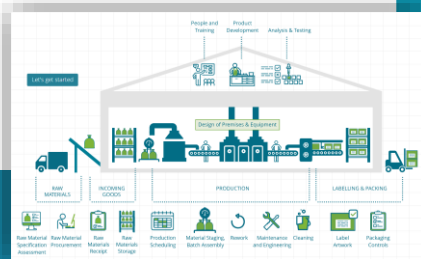 People and
Training
Product
Development
Analysis & Testing
Let's get started
Design of Premises & Equipment
RAW
MATERIALS
INCOMING
GOODS
PRODUCTION
LABELLING & PACKING
Raw Material
Specification
Assessment
Raw Material
Procurement
Raw
Materials
Receipt
Raw
Materials
Storage
Production
Scheduling
Material Staging,
Batch Assembly
Rework
Maintenance
and Engineering
Cleaning
Label
Artwork
Packaging
Controls